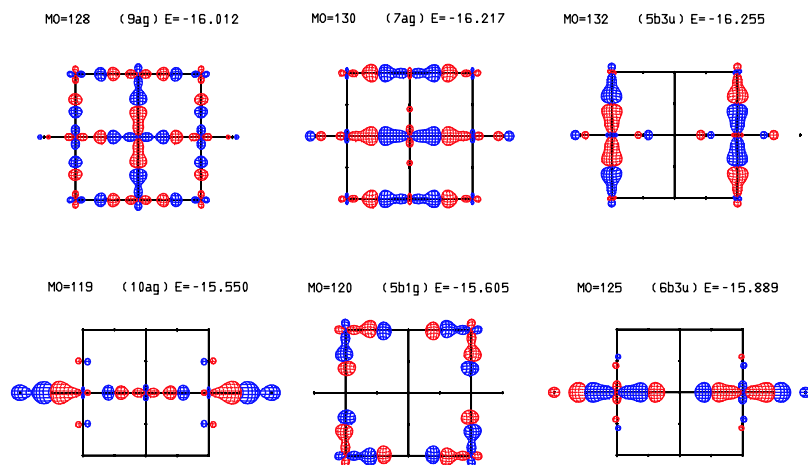 MO=128 (9ag) E=-16.012 MO=130 (7ag) E=-16.217 MO=132 (5b3u) E=-16.255
MO=119 (10ag) E=-15.550 MO=120 (5b1g) E=-15.605 MO=125 (6b3u) E=-15.889